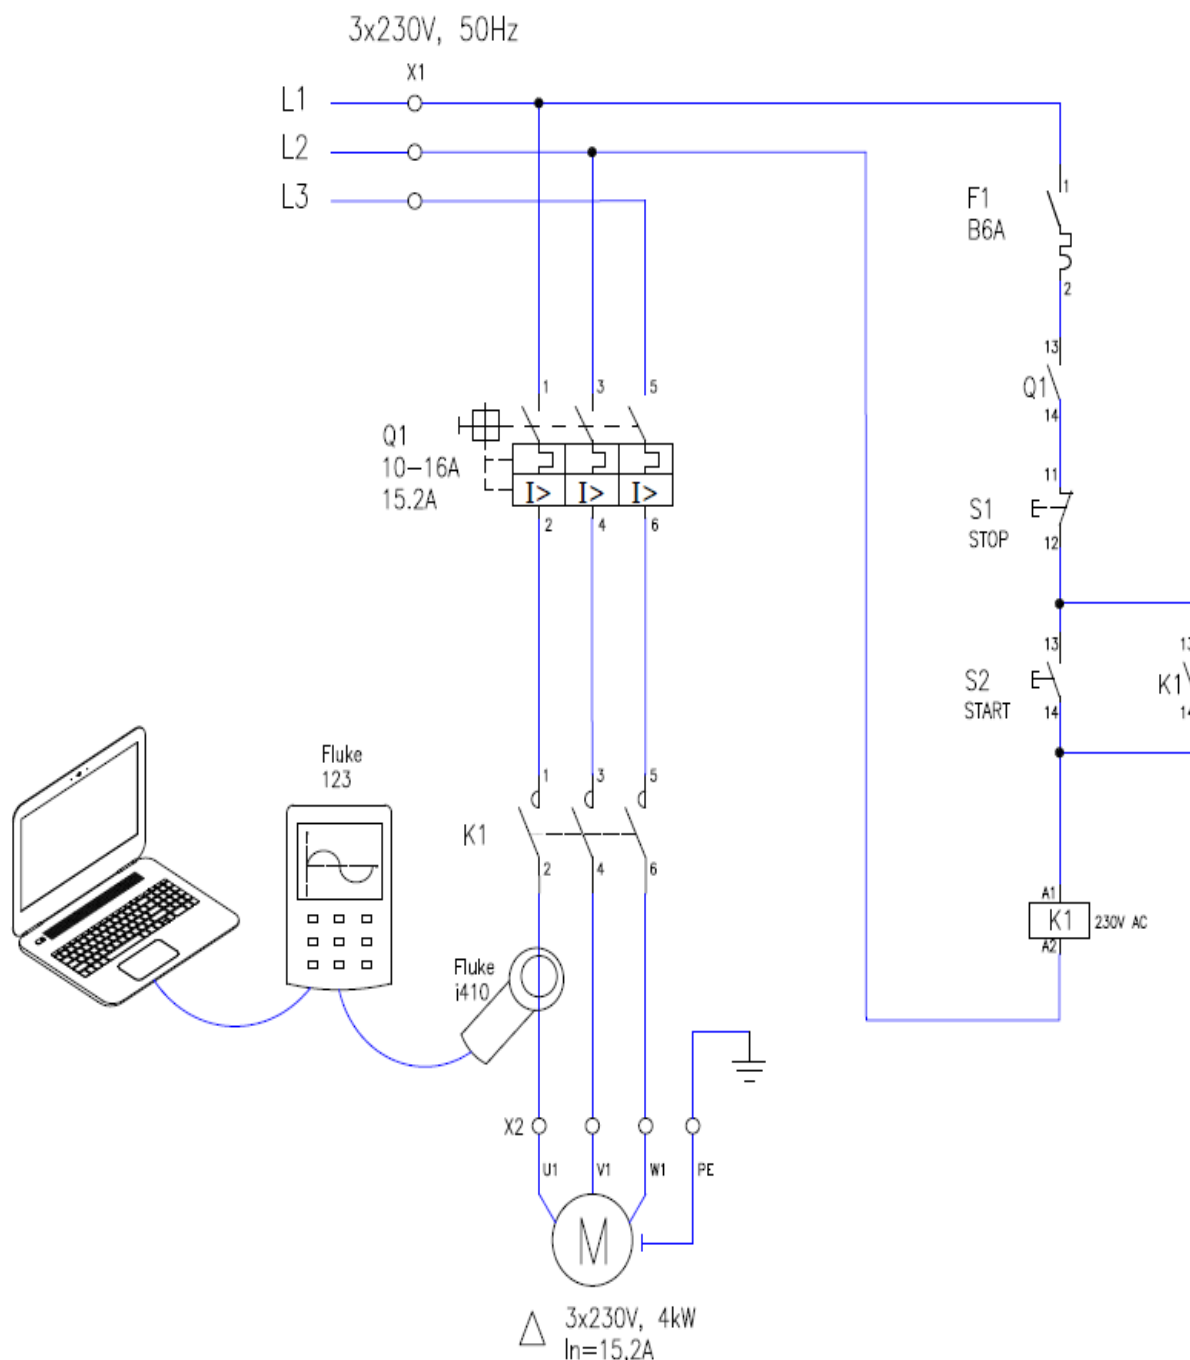 3x230V, 50Hz
X1
L1
L2
L3
1
F1
B6A
2
13
Q1
14
1 3 5
Q1
10-16A
15.2A
I> I> I>
2 4 6
11
S1
STOP
12
13
S2
START
14
13
K1
14
Fluke
123
1 3 5
K1
2 4 6
A1
K1 230V AC
A2
Fluke
i410
X2
U1 V1 W1 PE
M
△ 3x230V, 4kW
In=15,2A